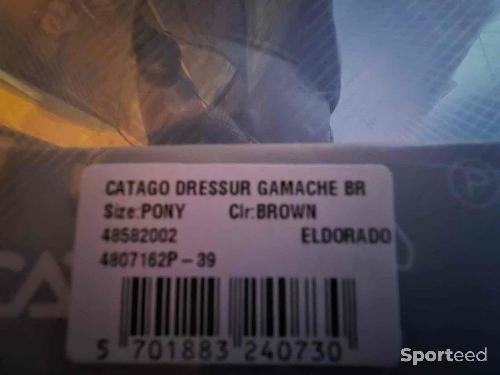 CATAGO DRESSUR GAMACHE BR
Size:PONY Clr:BROWN
48582002 ELDORADO
4807162P-39
5 701883 240730
Sporteed